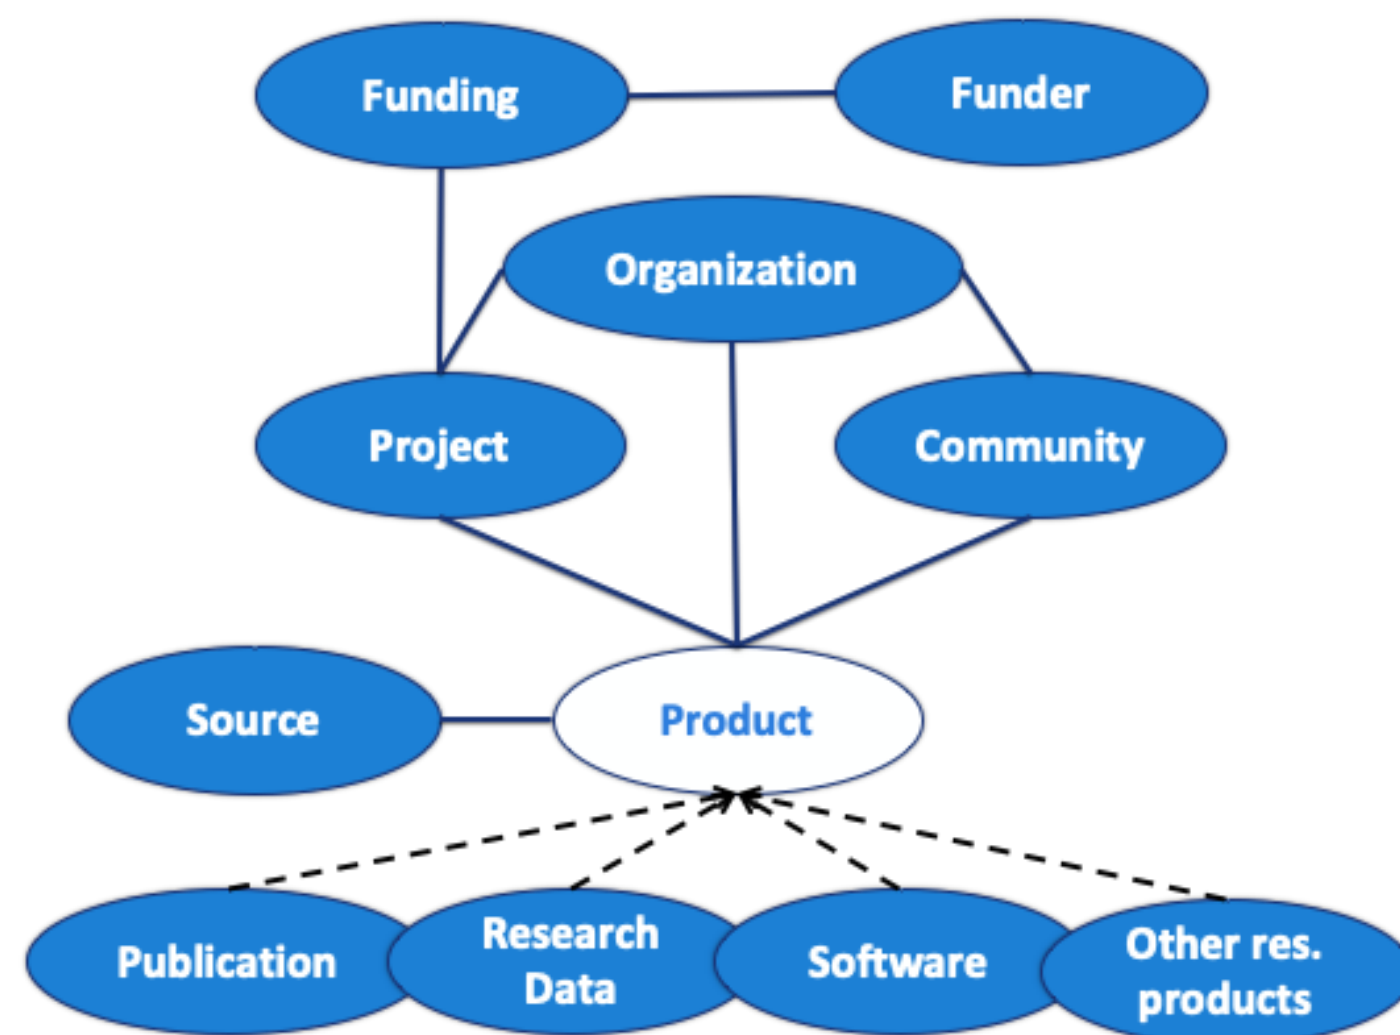 Funding
Funder
Organization
Project
Community
Source
Product
Publication
Research
Data
Software
Other res.
products